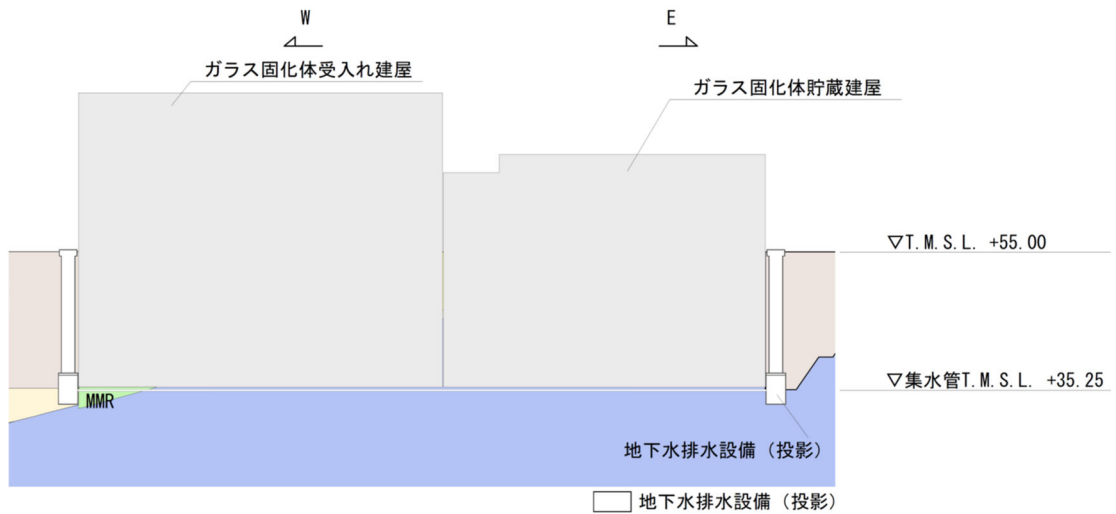 W
E
ガラス固化体受入れ建屋
ガラス固化体貯蔵建屋
▽T.M.S.L. +55.00
▽集水管T.M.S.L. +35.25
MMR
地下水排水設備（投影）
地下水排水設備（投影）